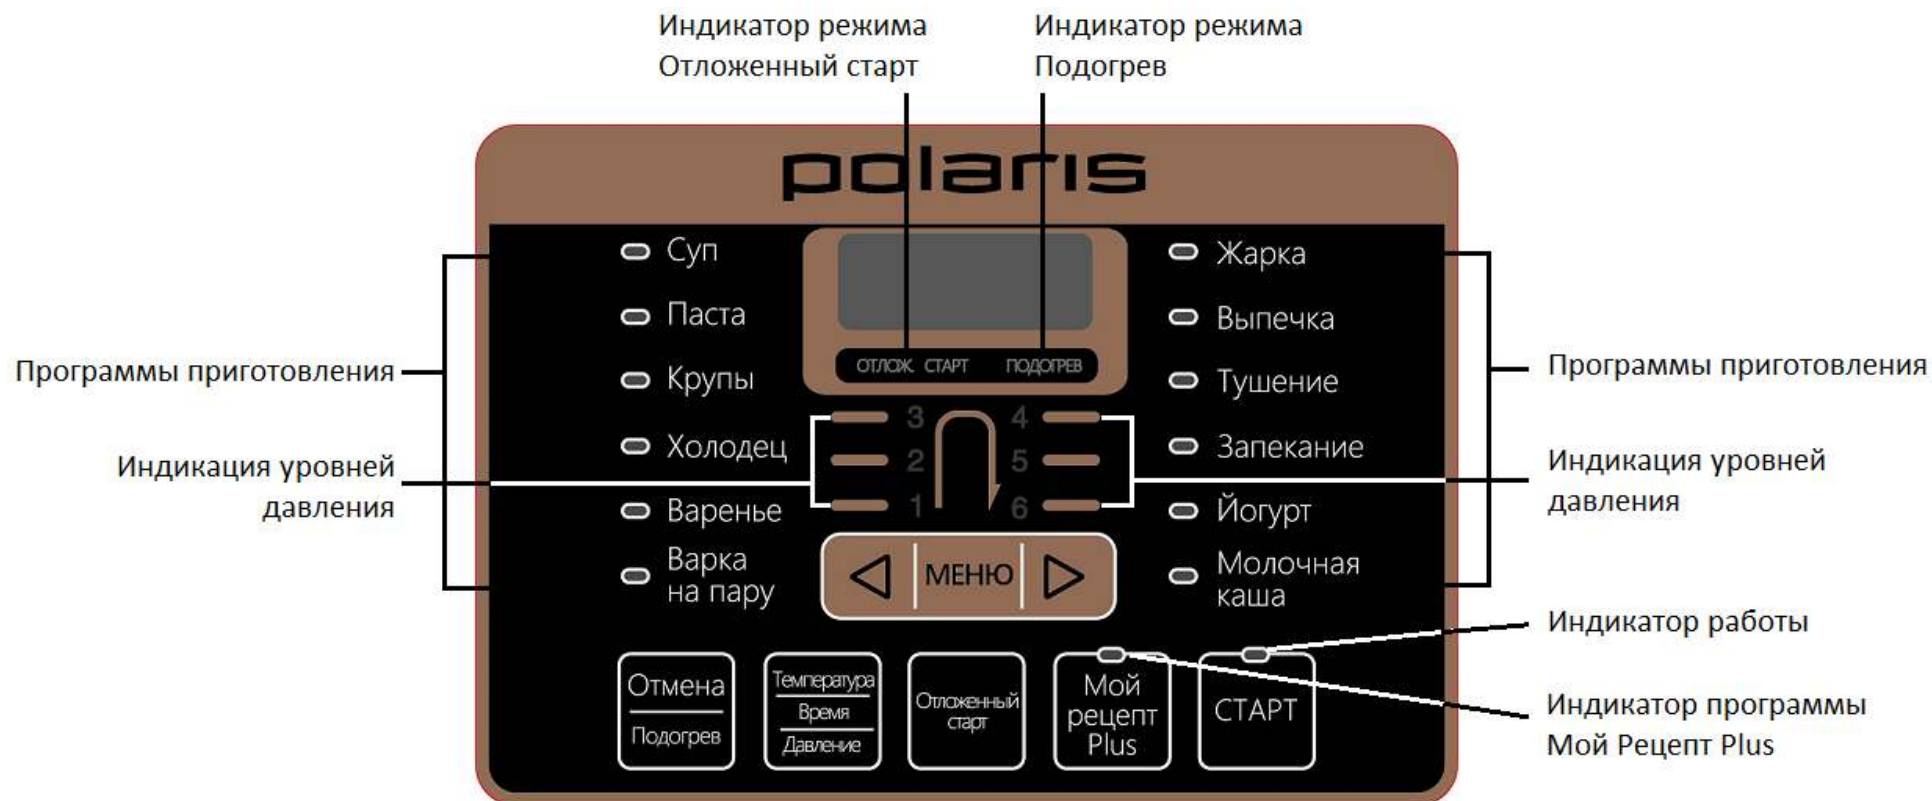 Индикатор режима
Отложенный старт
Индикатор режима
Подогрев
polaris
Суп
Паста
Крупы
Холодец
Варенье
Варка
на пару
Программы приготовления
Индикация уровней
давления
ОТЛОЖ. СТАРТ ПОДОГРЕВ
3 4
2 5
1 6
МЕНЮ
Жарка
Выпечка
Тушение
Запекание
Йогурт
Молочная
каша
Программы приготовления
Индикация уровней
давления
Индикатор работы
Индикатор программы
Мой Рецепт Plus
Отмена
Подогрев
Температура
Время
Давление
Отложенный
старт
Мой
рецепт
Plus
СТАРТ